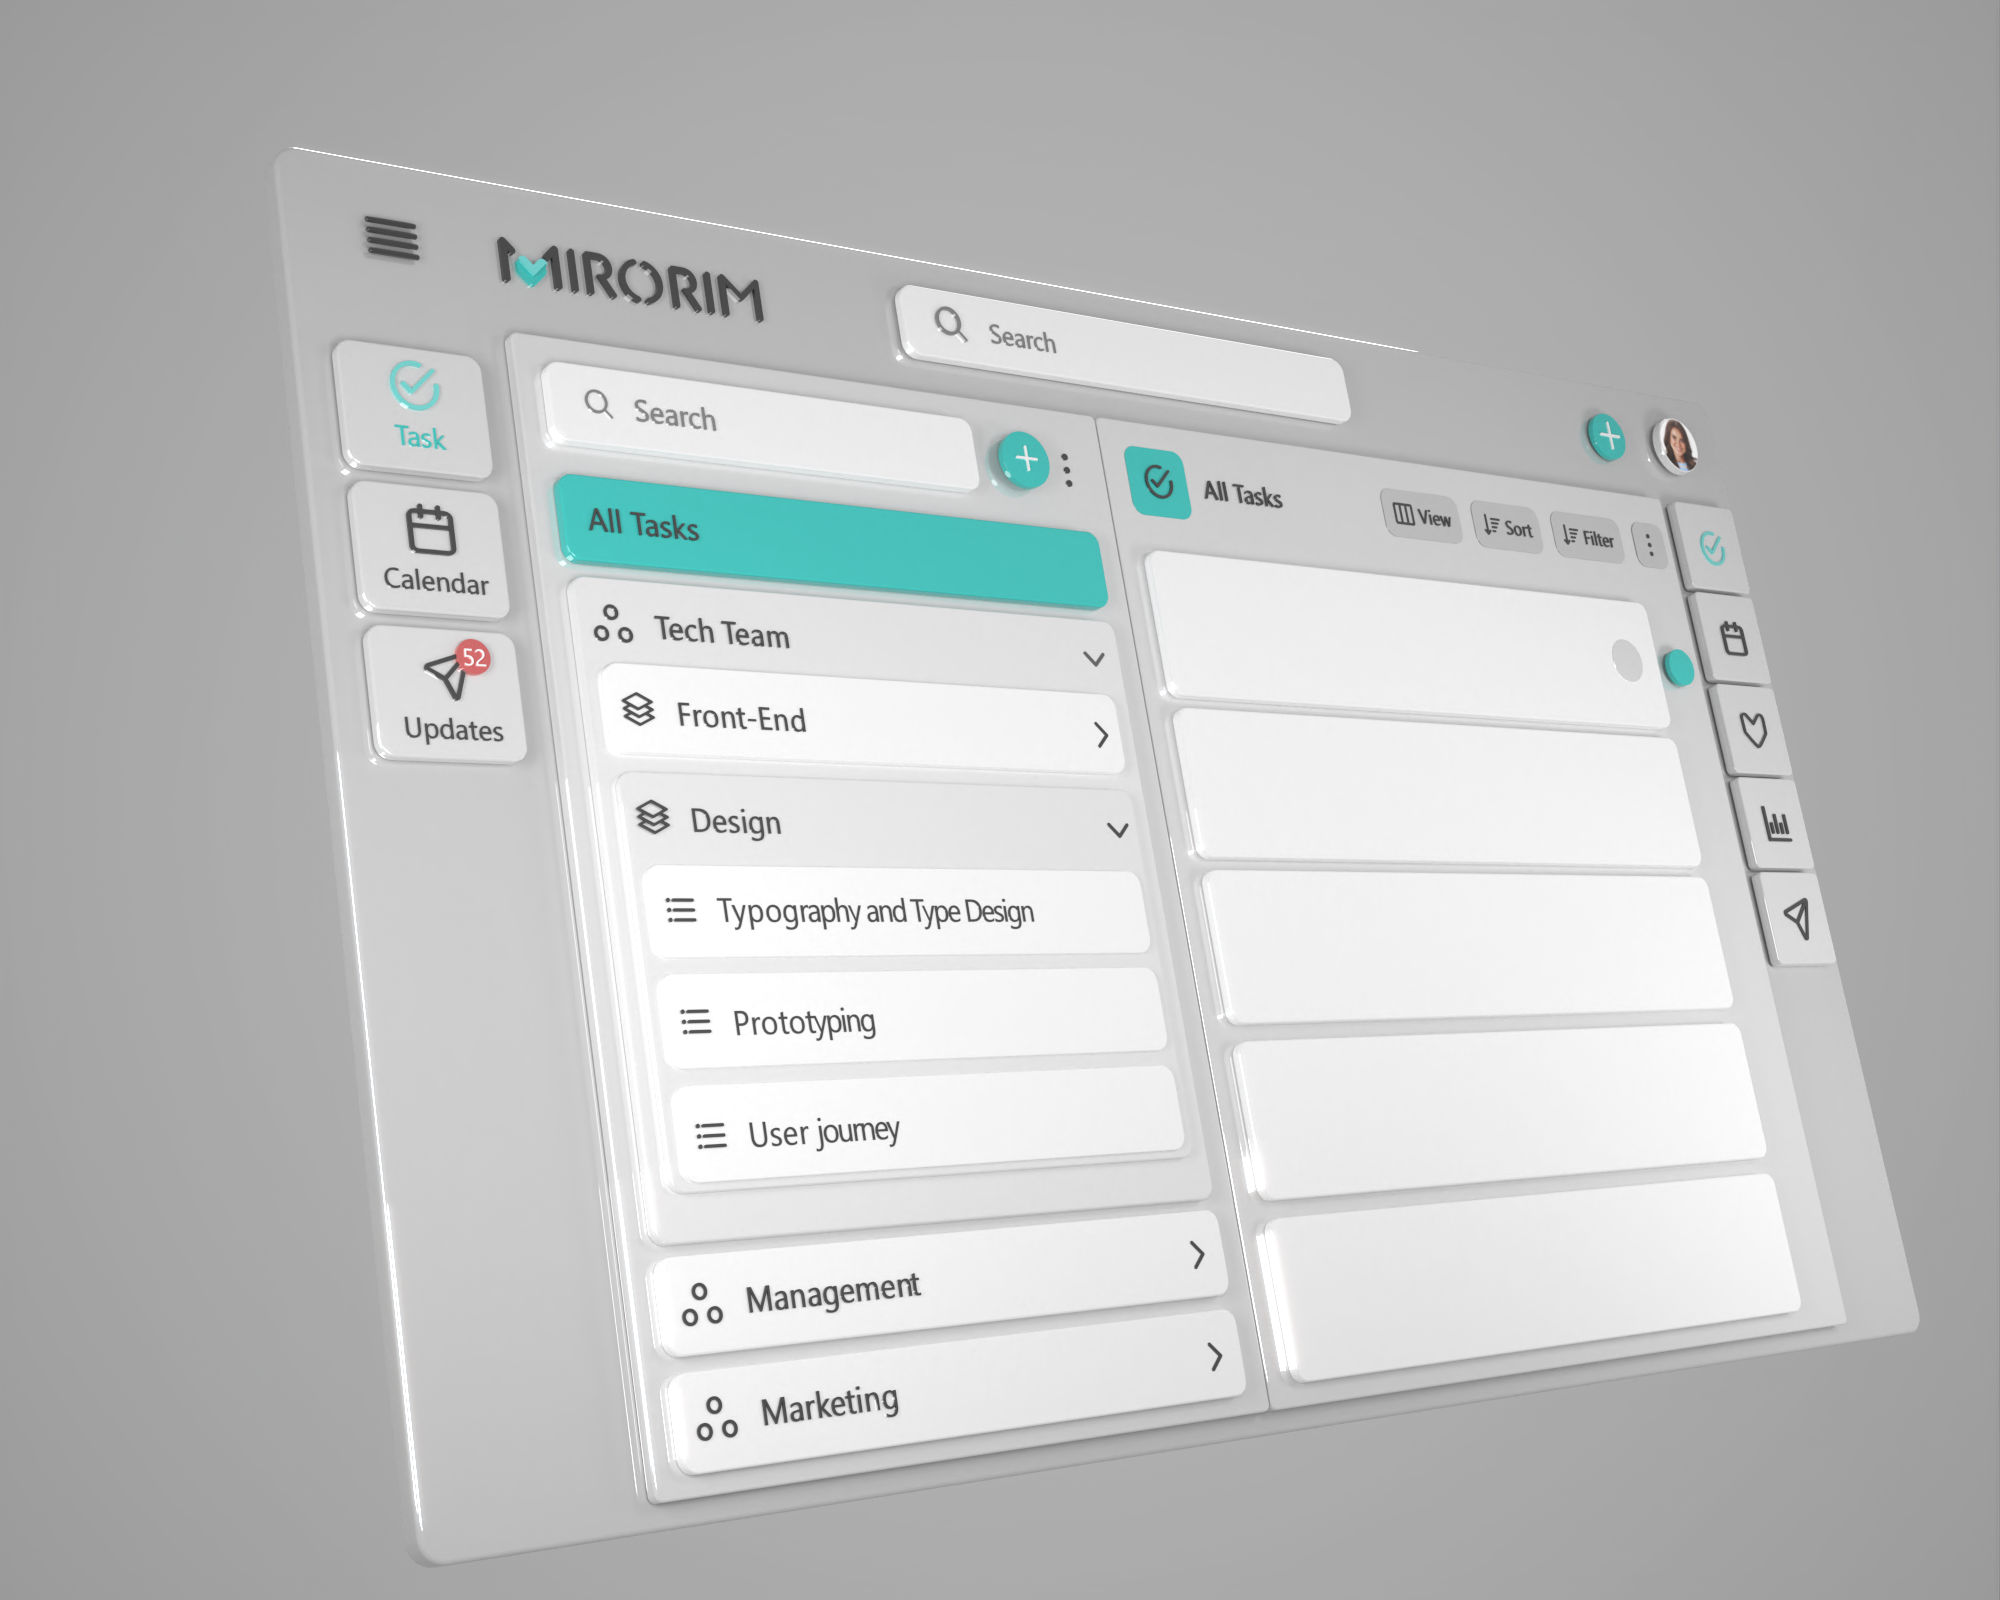 MIRORIM
Search
Task
Calendar
52
Updates
Search
All Tasks
Tech Team
Front-End
Design
Typography and Type Design
Prototyping
User journey
Management
Marketing
All Tasks
View
Sort
Filter